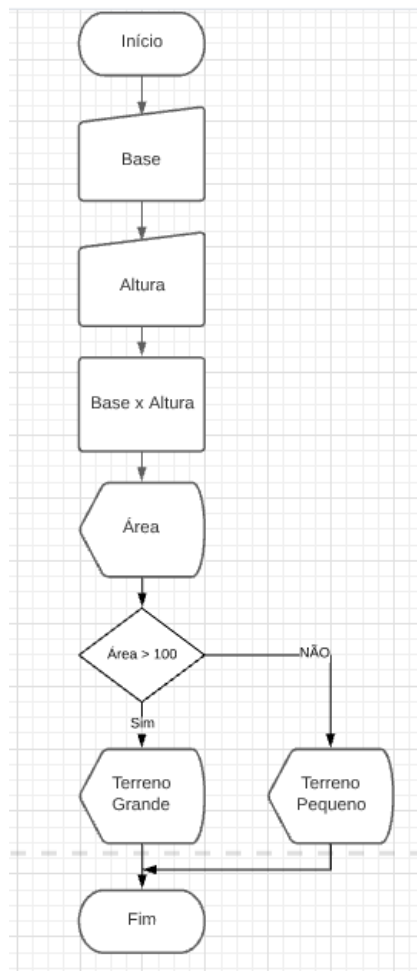 Início
Base
Altura
Base x Altura
Área
Área > 100
NÃO
Sim
Terreno
Grande
Terreno
Pequeno
Fim